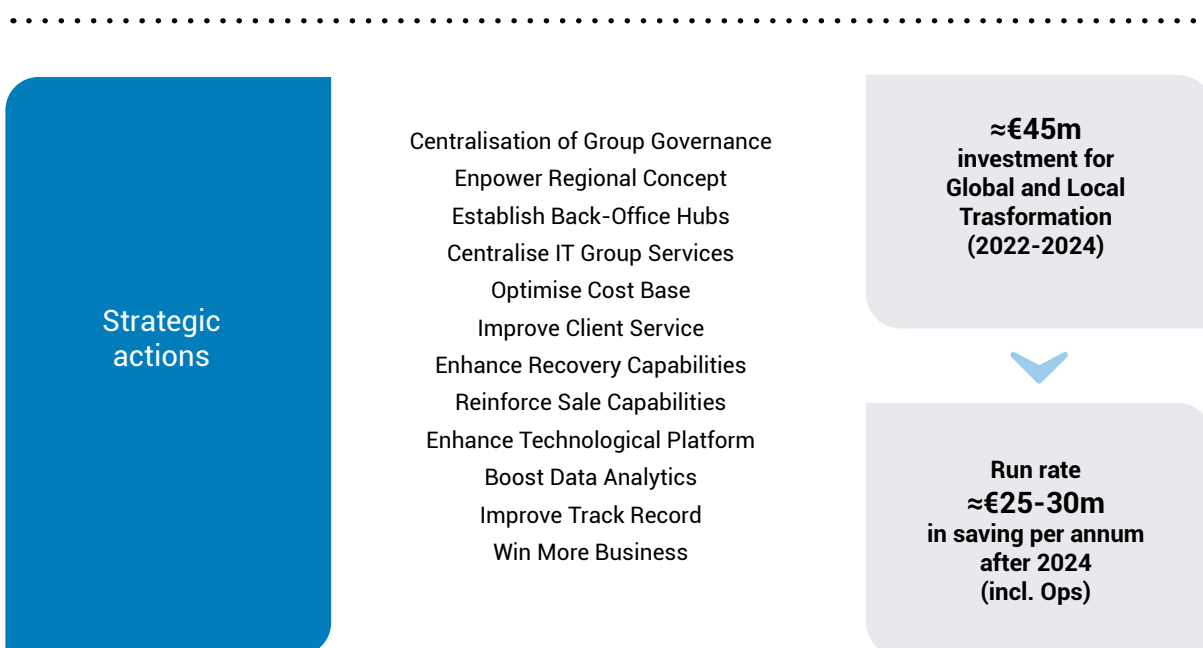 Strategic
actions
Centralisation of Group Governance
Enpower Regional Concept
Establish Back-Office Hubs
Centralise IT Group Services
Optimise Cost Base
Improve Client Service
Enhance Recovery Capabilities
Reinforce Sale Capabilities
Enhance Technological Platform
Boost Data Analytics
Improve Track Record
Win More Business
≈€45m
investment for
Global and Local
Trasformation
(2022-2024)
Run rate
≈€25-30m
in saving per annum
after 2024
(incl. Ops)